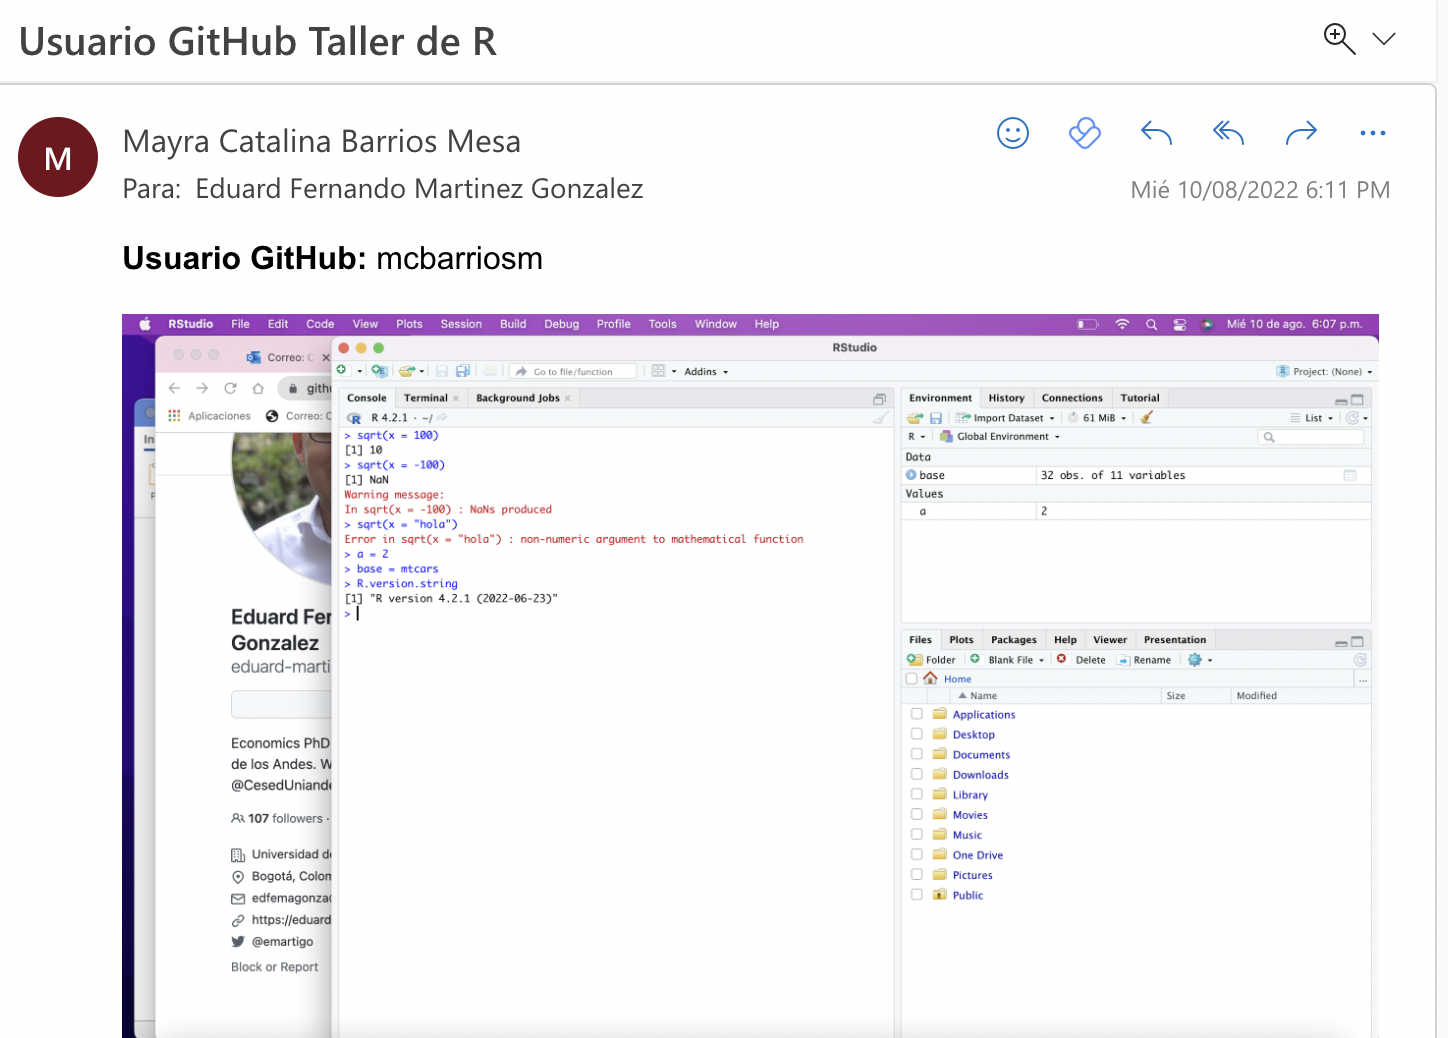 Usuario GitHub Taller de R
M
Mayra Catalina Barrios Mesa
Para: Eduard Fernando Martinez Gonzalez
Mié 10/08/2022 6:11 PM
Usuario GitHub: mcbarriosm
RStudio File Edit Code View Plots Session Build Debug Profile Tools Window Help
Mié 10 de ago. 6:07 p.m.
Correo: C
gith
Aplicaciones
Correo: C
In
Eduard Fer
Gonzalez
eduard-marti
Economics PhD
de los Andes. W
@CesedUniande
107 followers ·
Universidad de
Bogotá, Colom
edfemagonza
https://eduard
@emartigo
Block or Report
RStudio
Go to file/function
Addins
Project: (None)
Console Terminal Background Jobs
R 4.2.1 · ~/
> sqrt(x = 100)
[1] 10
> sqrt(x = -100)
[1] NaN
Warning message:
In sqrt(x = -100) : NaNs produced
> sqrt(x = "hola")
Error in sqrt(x = "hola") : non-numeric argument to mathematical function
> a = 2
> base = mtcars
> R.version.string
[1] "R version 4.2.1 (2022-06-23)"
>
Environment History Connections Tutorial
Import Dataset 61 MiB List
R Global Environment
Data
base 32 obs. of 11 variables
Values
a 2
Files Plots Packages Help Viewer Presentation
Folder Blank File Delete Rename
Home
Name Size Modified
Applications
Desktop
Documents
Downloads
Library
Movies
Music
One Drive
Pictures
Public